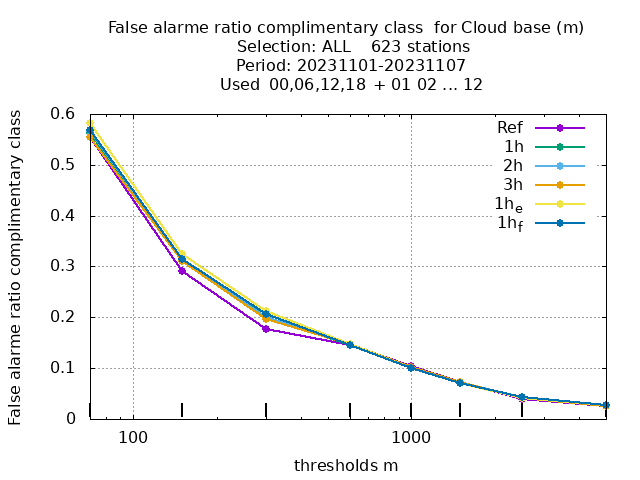 False alarme ratio complimentary class  for Cloud base (m)
Selection: ALL    623 stations
Period: 20231101-20231107
Used  00,06,12,18  + 01 02 ... 12
False alarme ratio complimentary class
0.6
0.5
0.4
0.3
0.2
0.1
0
Ref
1h
2h
3h
1he
1hf
100
1000
thresholds m